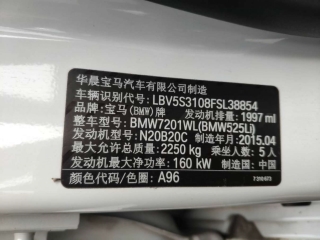 华晨宝马汽车有限公司制造
车辆识别代号: LBV5S3108FSL38854
品牌: 宝马(BMW)牌 发动机排量: 1997 ml
整车型号: BMW7201WL(BMW525Li)
发动机型号: N20B20C 制造年月: 2015.04
最大允许总质量: 2250 kg 乘坐人数: 5人
发动机最大净功率: 160 kW 制造国: 中国
颜色代码/色圈: A96